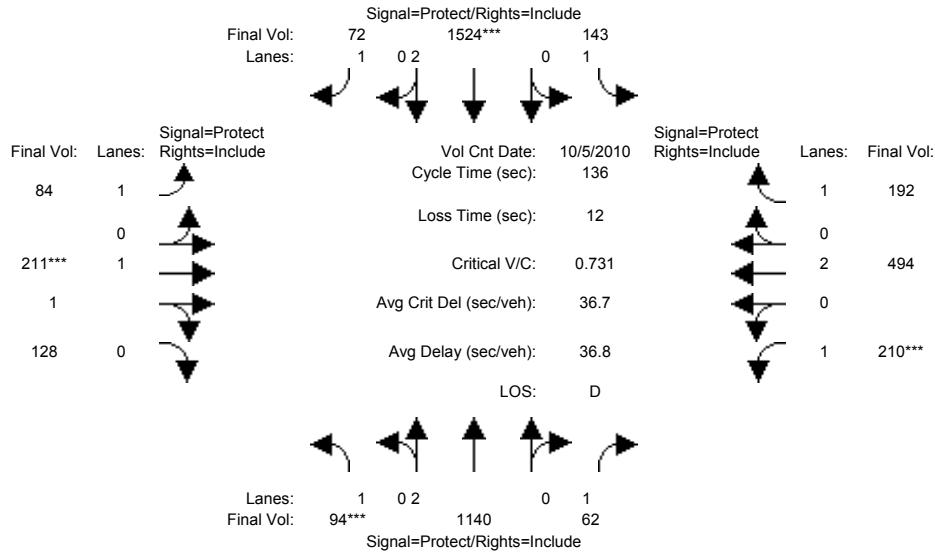 Signal=Protect/Rights=Include
Final Vol: 72 1524*** 143
Lanes: 1 0 2 0 1
Signal=Protect Signal=Protect
Final Vol: Lanes: Rights=Include Vol Cnt Date: 10/5/2010 Rights=Include Lanes: Final Vol:
Cycle Time (sec): 136
84 1 1 192
Loss Time (sec): 12
0 0
211*** 1 Critical V/C: 0.731 2 494
1 Avg Crit Del (sec/veh): 36.7 0
128 0 Avg Delay (sec/veh): 36.8 1 210***
LOS: D
Lanes: 1 0 2 0 1
Final Vol: 94*** 1140 62
Signal=Protect/Rights=Include